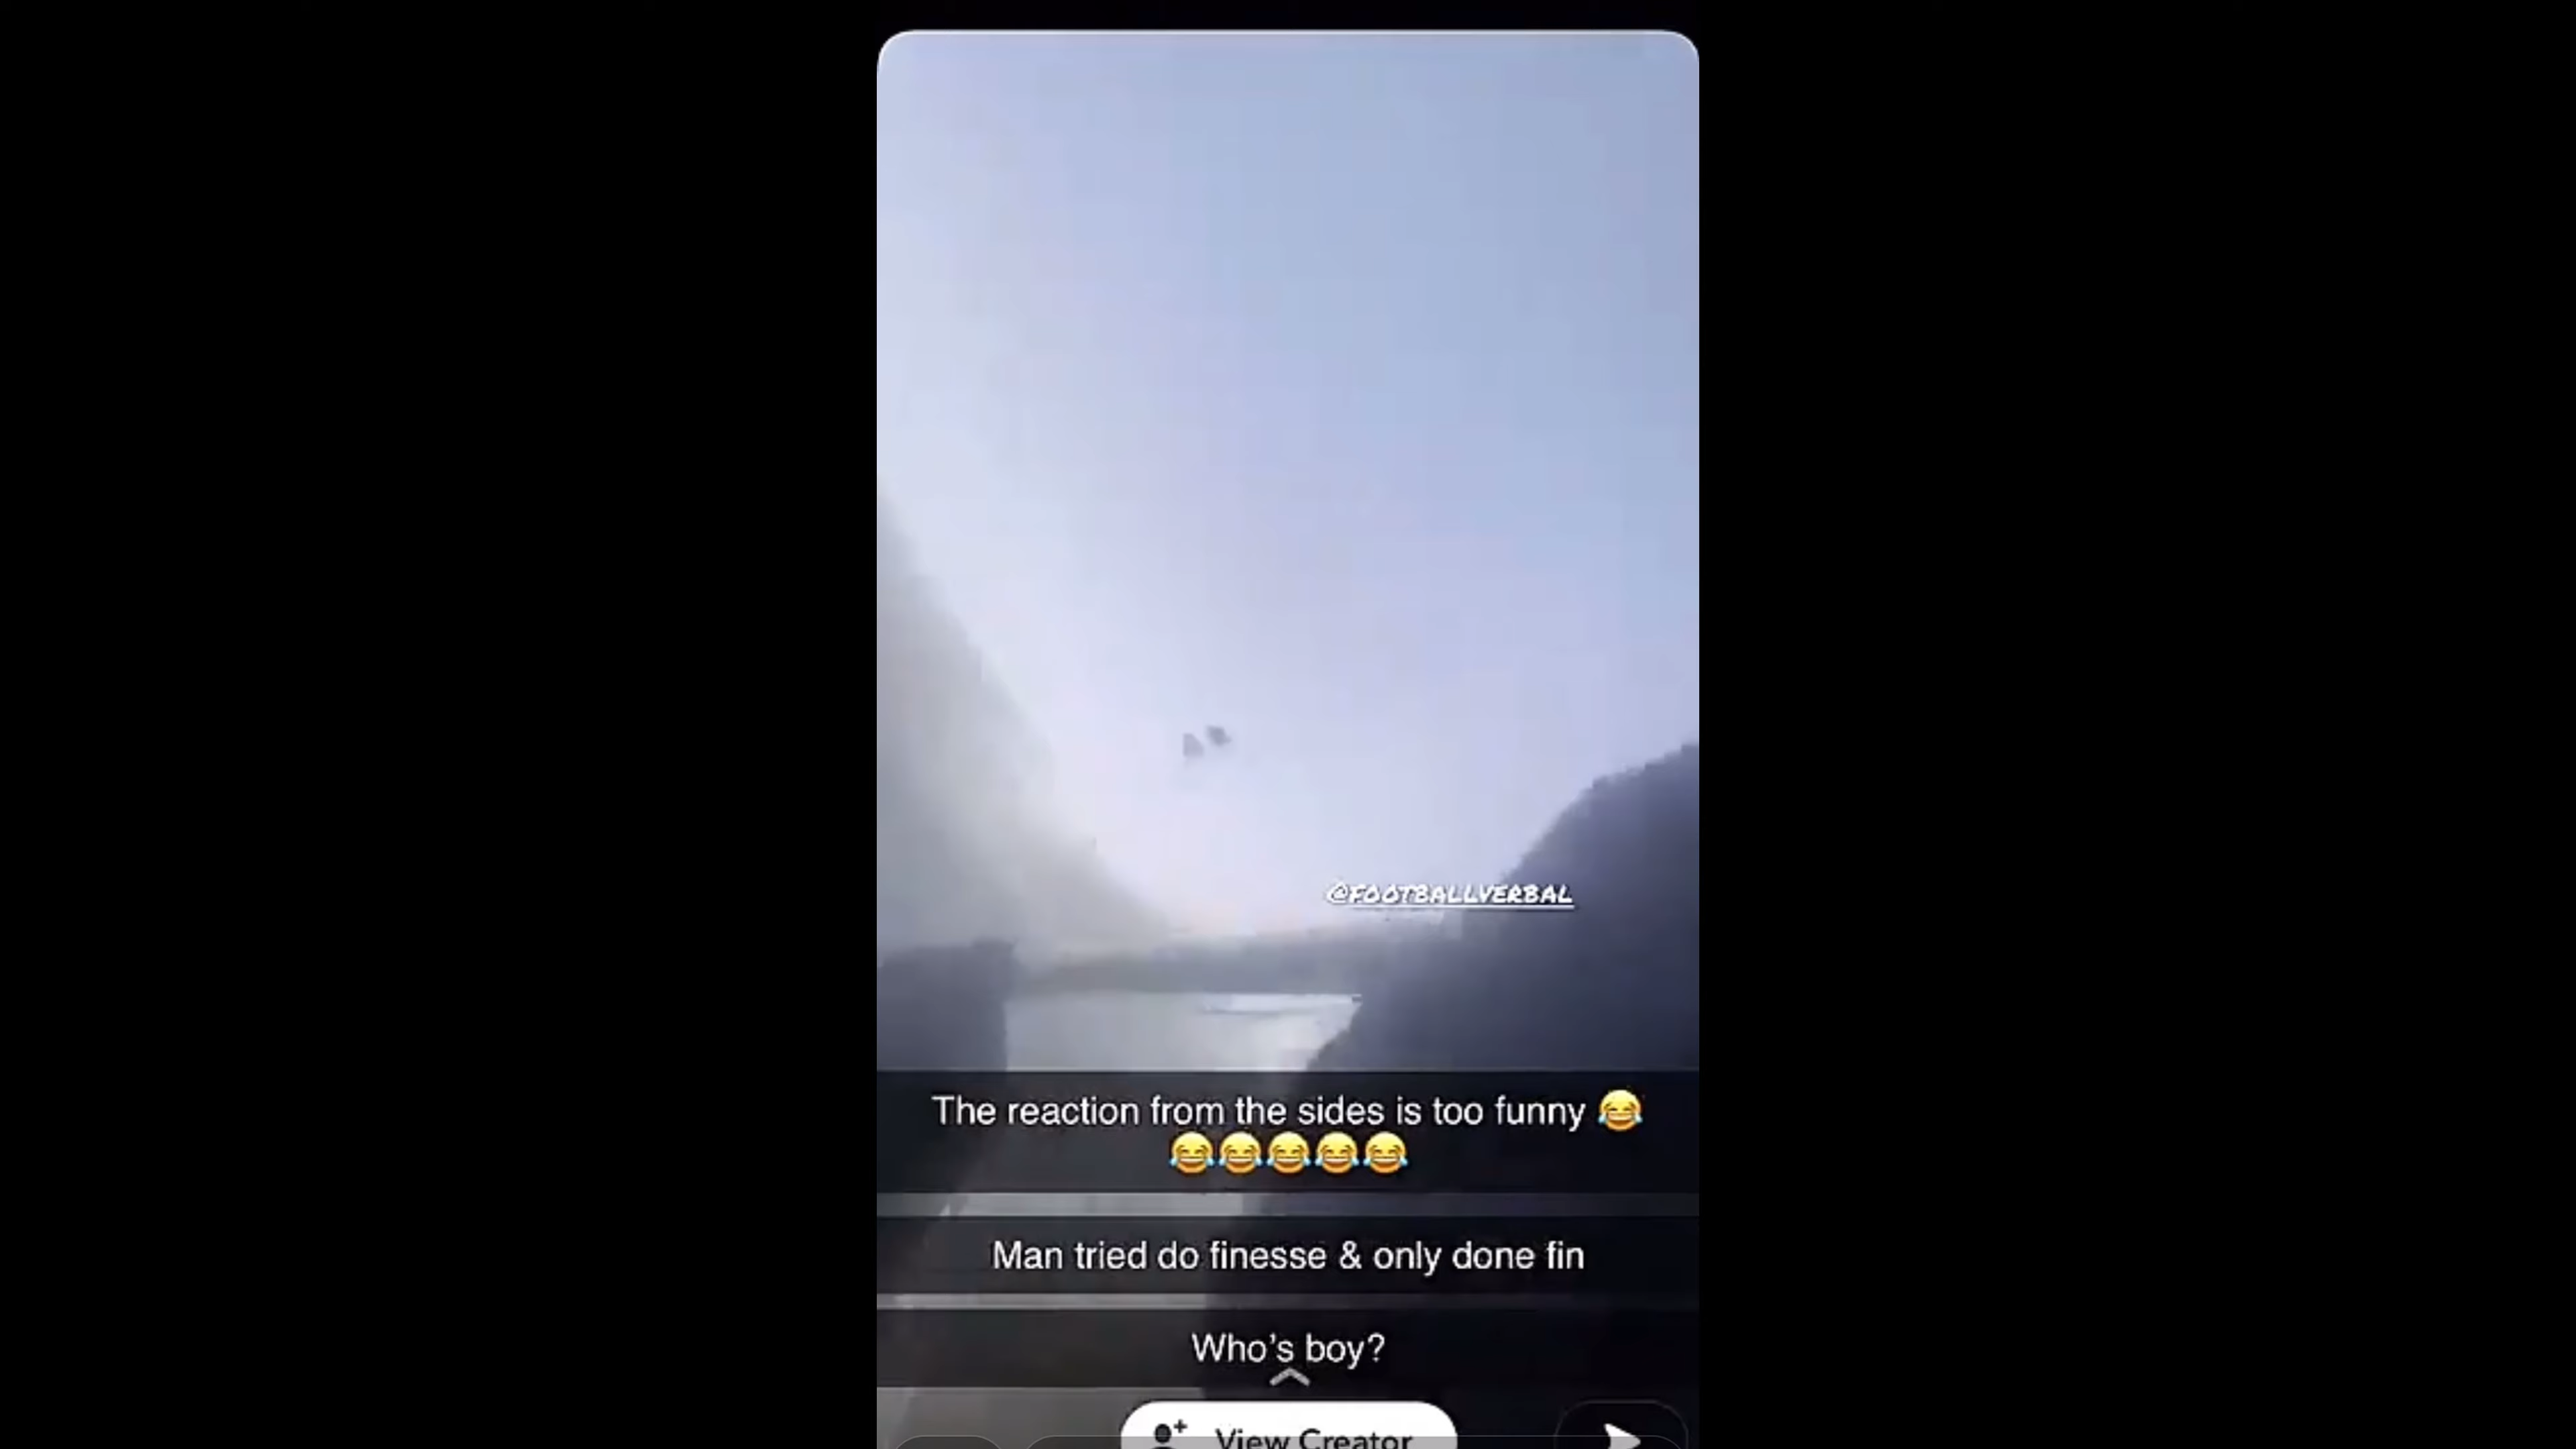 @FOOTBALLVERBAL
The reaction from the sides is too funny 😂
😂😂😂😂😂
Man tried do finesse & only done fin
Who's boy?
View Creator